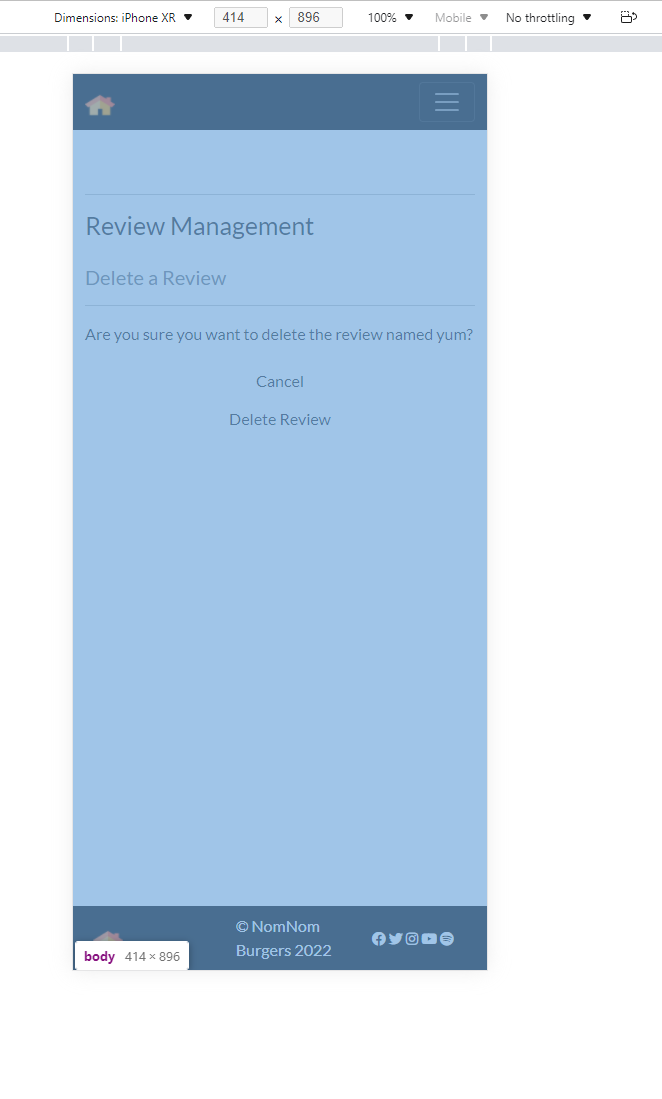 Dimensions: iPhone XR 414 × 896 100% Mobile No throttling
Review Management
Delete a Review
Are you sure you want to delete the review named yum?
Cancel
Delete Review
© NomNom
Burgers 2022
body 414 × 896